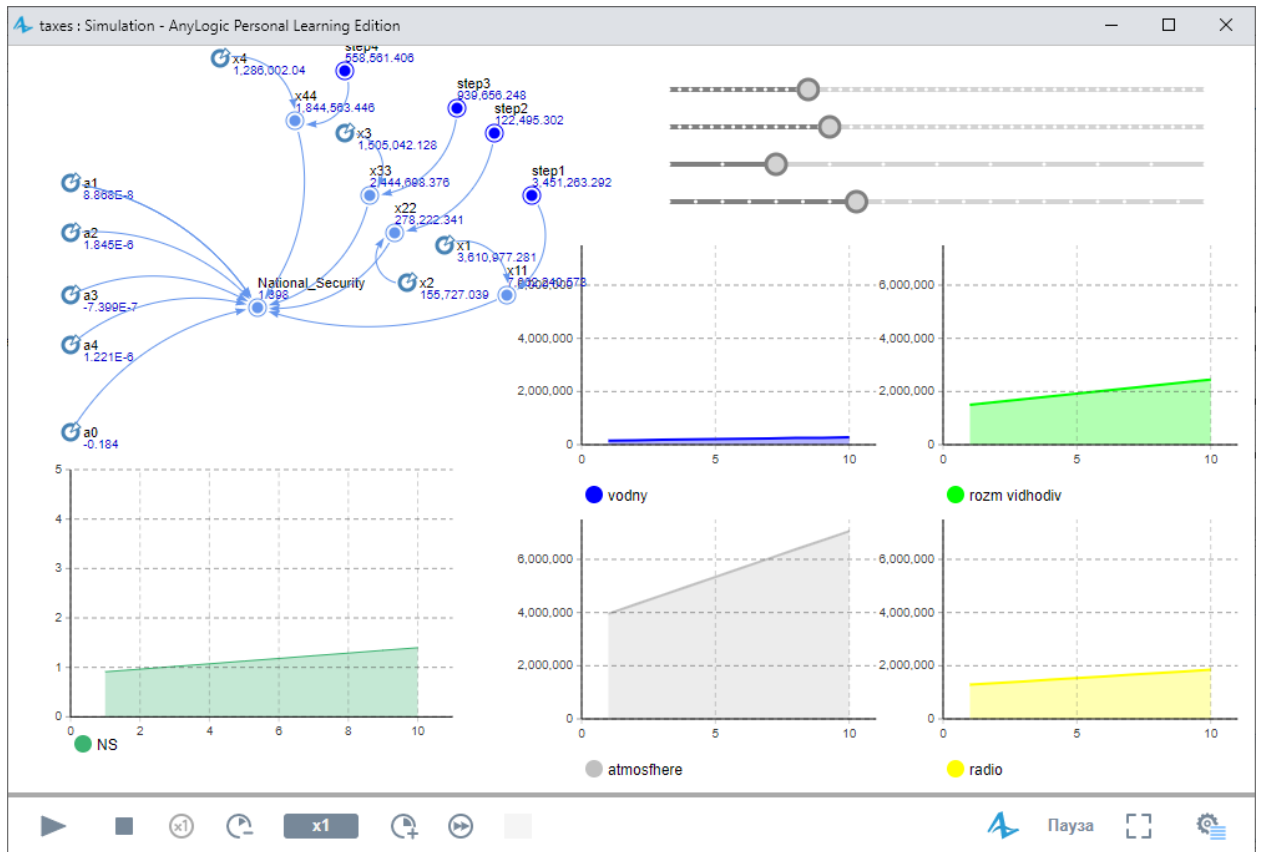 taxes : Simulation - AnyLogic Personal Learning Edition
step4
x4
558,561.406
1,286,002.04
step3
939,656.248
x44
1,844,563.446
step2
122,495.302
x3
1,505,042.128
step1
3,451,263.292
x33
2,444,698.376
a1
8.868E-8
x22
278,222.341
a2
1.845E-6
x1
3,610,977.281
x11
National_Security
1.398
x2
155,727.039
a3
-7.399E-7
a4
1.221E-6
a0
-0.184
6,000,000
4,000,000
2,000,000
0
0 5 10
vodny
6,000,000
4,000,000
2,000,000
0
0 5 10
rozm vidhodiv
5
4
3
2
1
0
0 2 4 6 8 10
NS
6,000,000
4,000,000
2,000,000
0
0 5 10
atmosfhere
6,000,000
4,000,000
2,000,000
0
0 5 10
radio
x1
x1
Пауза